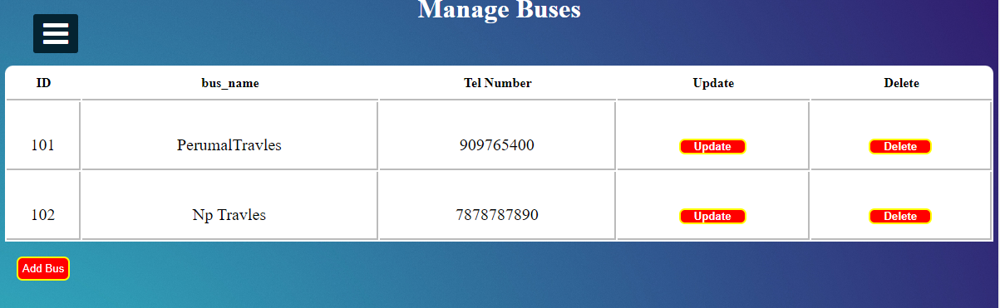 Manage Buses
ID bus_name Tel Number Update Delete
101 PerumalTravles 909765400 Update Delete
102 Np Travles 7878787890 Update Delete
Add Bus